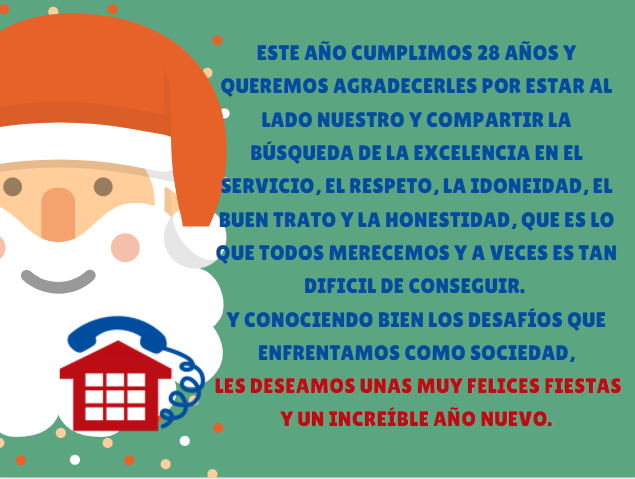 ESTE AÑO CUMPLIMOS 28 AÑOS Y
QUEREMOS AGRADECERLES POR ESTAR AL
LADO NUESTRO Y COMPARTIR LA
BÚSQUEDA DE LA EXCELENCIA EN EL
SERVICIO, EL RESPETO, LA IDONEIDAD, EL
BUEN TRATO Y LA HONESTIDAD, QUE ES LO
QUE TODOS MERECEMOS Y A VECES ES TAN
DIFICIL DE CONSEGUIR.
Y CONOCIENDO BIEN LOS DESAFÍOS QUE
ENFRENTAMOS COMO SOCIEDAD,
LES DESEAMOS UNAS MUY FELICES FIESTAS
Y UN INCREÍBLE AÑO NUEVO.